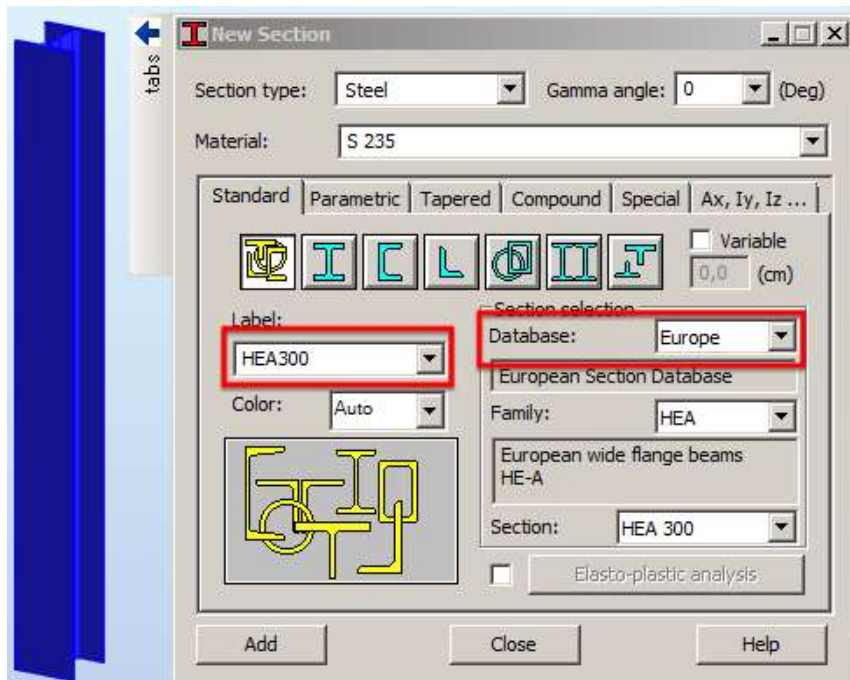 tabs
New Section
Section type: Steel Gamma angle: 0 (Deg)
Material: S 235
Standard Parametric Tapered Compound Special Ax, Iy, Iz ...
Variable
0,0 (cm)
Label:
HEA300
Color: Auto
Section selection
Database: Europe
European Section Database
Family: HEA
European wide flange beams
HE-A
Section: HEA 300
Elasto-plastic analysis
Add Close Help